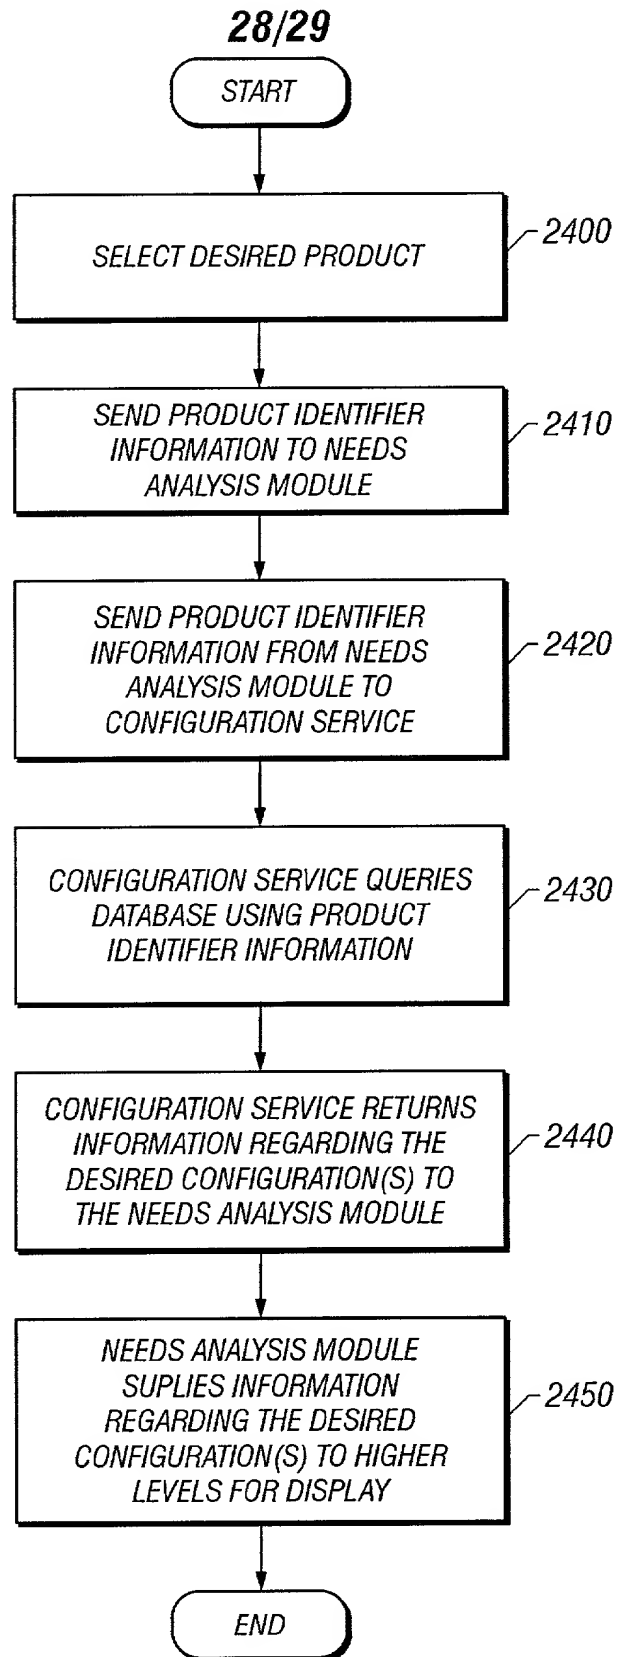 28/29
START
SELECT DESIRED PRODUCT
2400
SEND PRODUCT IDENTIFIER
INFORMATION TO NEEDS
ANALYSIS MODULE
2410
SEND PRODUCT IDENTIFIER
INFORMATION FROM NEEDS
ANALYSIS MODULE TO
CONFIGURATION SERVICE
2420
CONFIGURATION SERVICE QUERIES
DATABASE USING PRODUCT
IDENTIFIER INFORMATION
2430
CONFIGURATION SERVICE RETURNS
INFORMATION REGARDING THE
DESIRED CONFIGURATION(S) TO
THE NEEDS ANALYSIS MODULE
2440
NEEDS ANALYSIS MODULE
SUPLIES INFORMATION
REGARDING THE DESIRED
CONFIGURATION(S) TO HIGHER
LEVELS FOR DISPLAY
2450
END